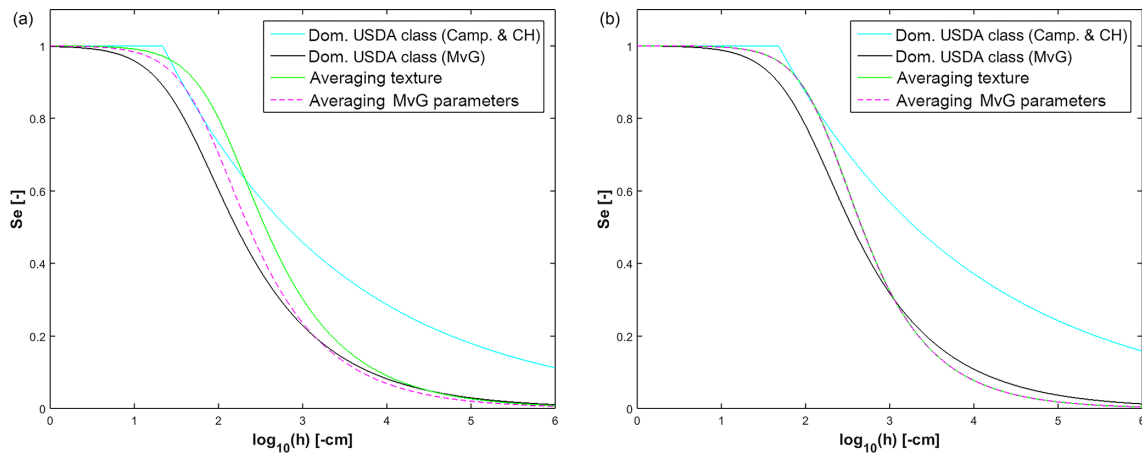 (a)
Dom. USDA class (Camp. & CH)
Dom. USDA class (MvG)
Averaging texture
Averaging MvG parameters
1
0.8
0.6
0.4
0.2
0
Se [-]
0 1 2 3 4 5 6
log10(h) [-cm]
(b)
Dom. USDA class (Camp. & CH)
Dom. USDA class (MvG)
Averaging texture
Averaging MvG parameters
1
0.8
0.6
0.4
0.2
0
Se [-]
0 1 2 3 4 5 6
log10(h) [-cm]